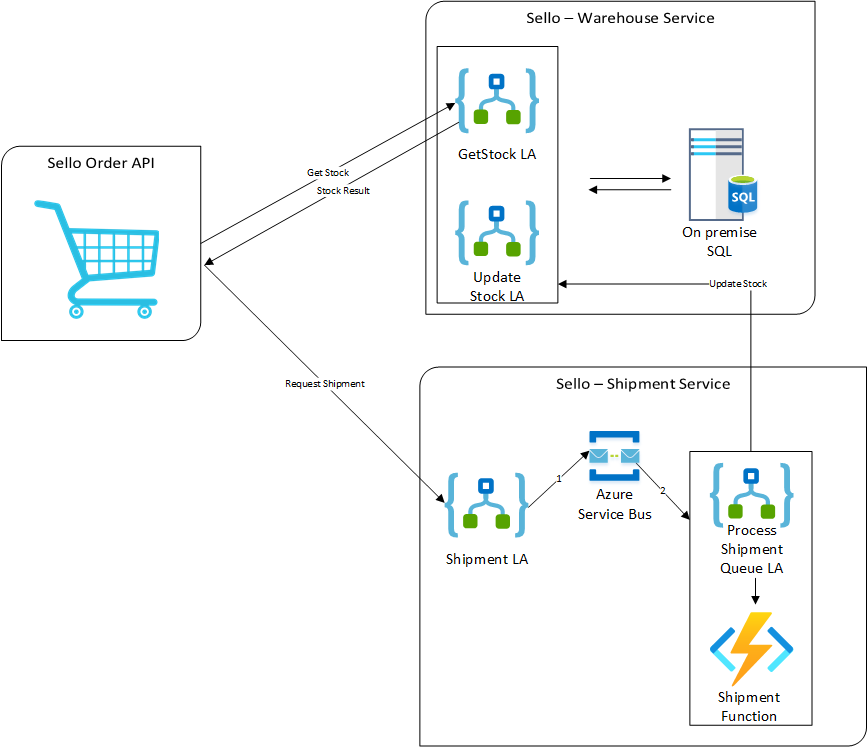 Sello – Warehouse Service
GetStock LA
Sello Order API
Get Stock
Stock Result
SQL
On premise
SQL
Update
Stock LA
Update Stock
Request Shipment
Sello – Shipment Service
1
Azure
Service Bus
2
Shipment LA
Process
Shipment
Queue LA
Shipment
Function